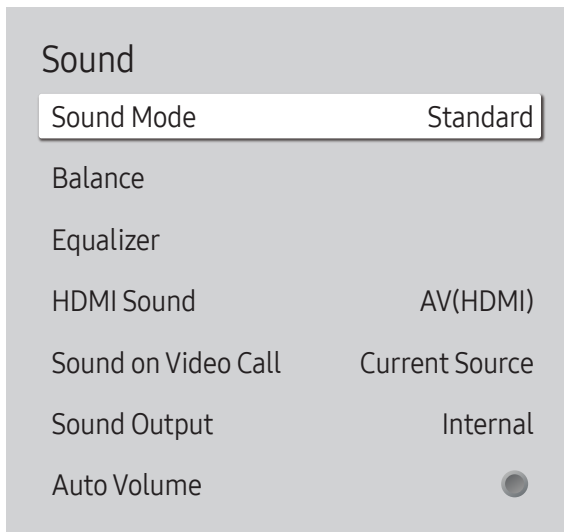 Sound
Sound Mode Standard
Balance
Equalizer
HDMI Sound AV(HDMI)
Sound on Video Call Current Source
Sound Output Internal
Auto Volume